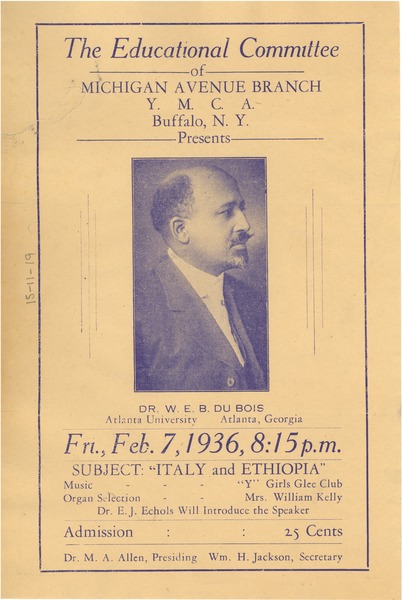 The Educational Committee
of
MICHIGAN AVENUE BRANCH
Y. M. C. A.
Buffalo, N. Y.
Presents
15-11-19
DR. W. E. B. DU BOIS
Atlanta University Atlanta, Georgia
Fri., Feb. 7, 1936, 8:15 p.m.
SUBJECT: "ITALY and ETHIOPIA"
Music - - - "Y" Girls Glee Club
Organ Selection - - Mrs. William Kelly
Dr. E. J. Echols Will Introduce the Speaker
Admission : : 25 Cents
Dr. M. A. Allen, Presiding Wm. H. Jackson, Secretary